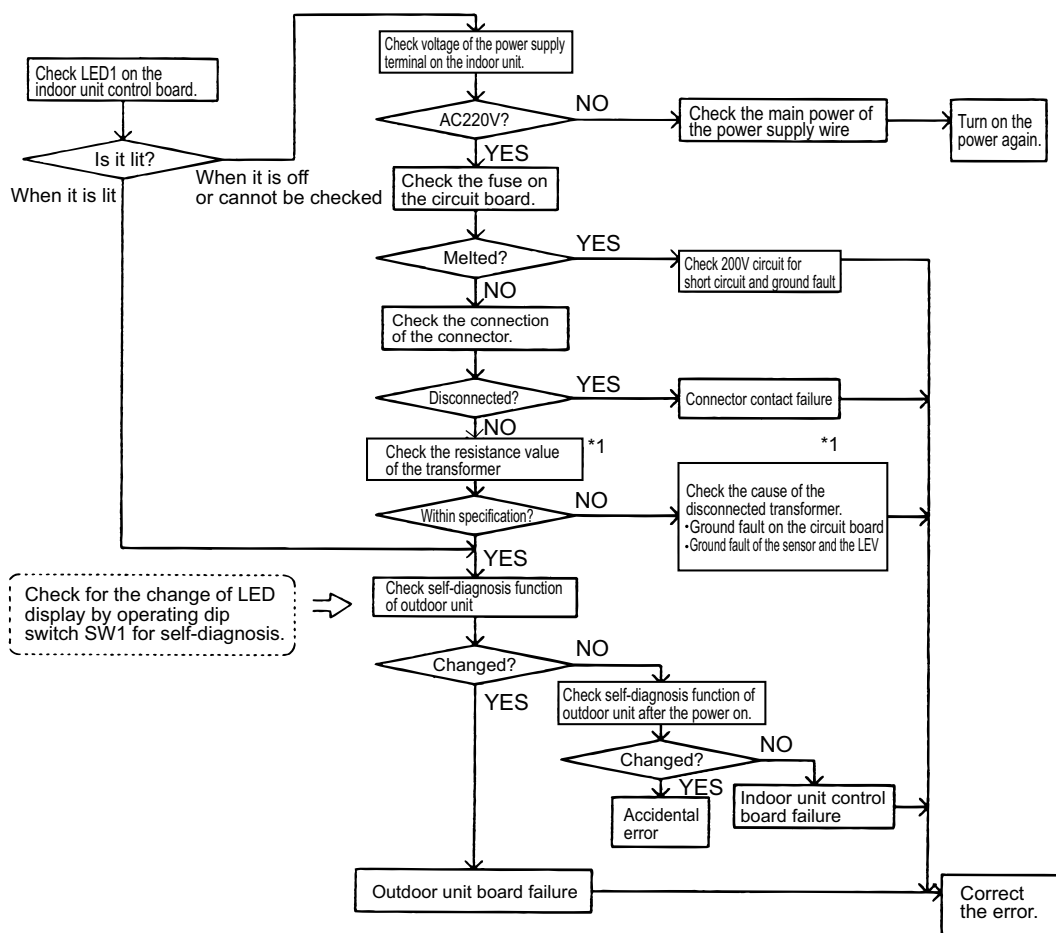 Check LED1 on the
indoor unit control board.
Is it lit?
When it is lit
When it is off
or cannot be checked
Check voltage of the power supply
terminal on the indoor unit.
AC220V?
NO
Check the main power of
the power supply wire
Turn on the
power again.
YES
Check the fuse on
the circuit board.
Melted?
YES
Check 200V circuit for
short circuit and ground fault
NO
Check the connection
of the connector.
Disconnected?
YES
Connector contact failure
NO
Check the resistance value
of the transformer
*1
*1
Within specification?
NO
Check the cause of the
disconnected transformer.
•Ground fault on the circuit board
•Ground fault of the sensor and the LEV
YES
Check for the change of LED
display by operating dip
switch SW1 for self-diagnosis.
Check self-diagnosis function
of outdoor unit
Changed?
NO
YES
Check self-diagnosis function of
outdoor unit after the power on.
Changed?
NO
YES
Accidental
error
Indoor unit control
board failure
Outdoor unit board failure
Correct
the error.